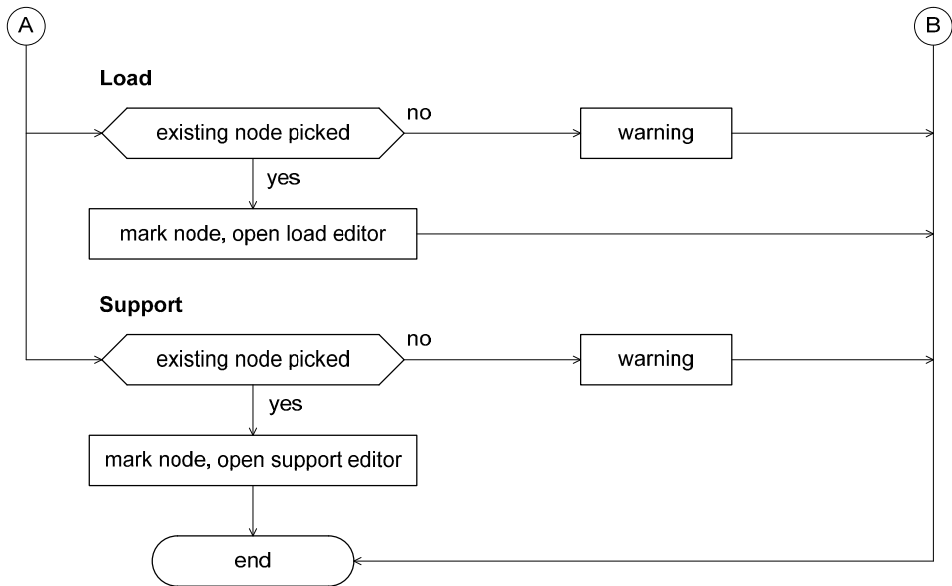 A
B
Load
existing node picked
no
warning
yes
mark node, open load editor
Support
existing node picked
no
warning
yes
mark node, open support editor
end